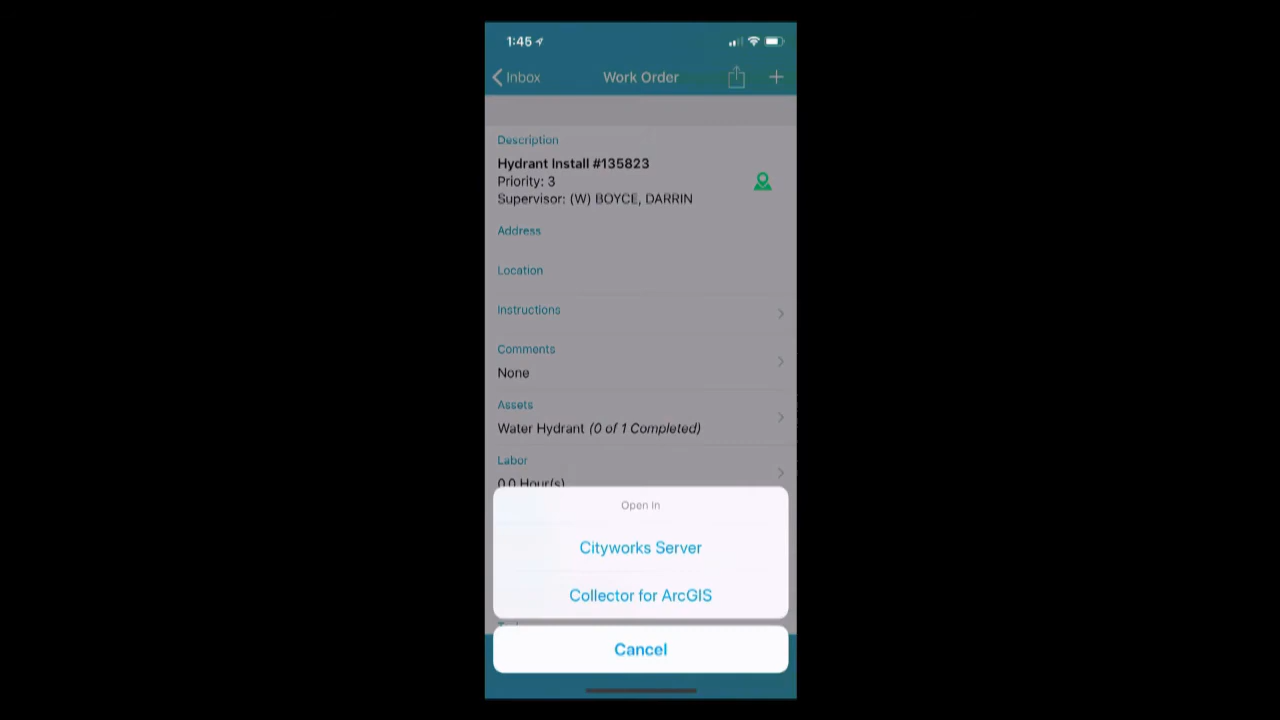 1:45
Inbox
Work Order
Description
Hydrant Install #135823
Priority: 3
Supervisor: (W) BOYCE, DARRIN
Address
Location
Instructions
Comments
None
Assets
Water Hydrant (0 of 1 Completed)
Labor
0.0 Hour(s)
Open In
Cityworks Server
Collector for ArcGIS
Cancel